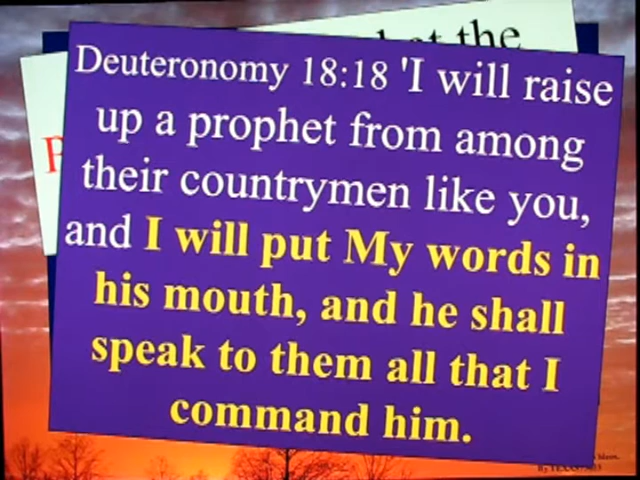 the
P
Deuteronomy 18:18 'I will raise
up a prophet from among
their countrymen like you,
and I will put My words in
his mouth, and he shall
speak to them all that I
command him.